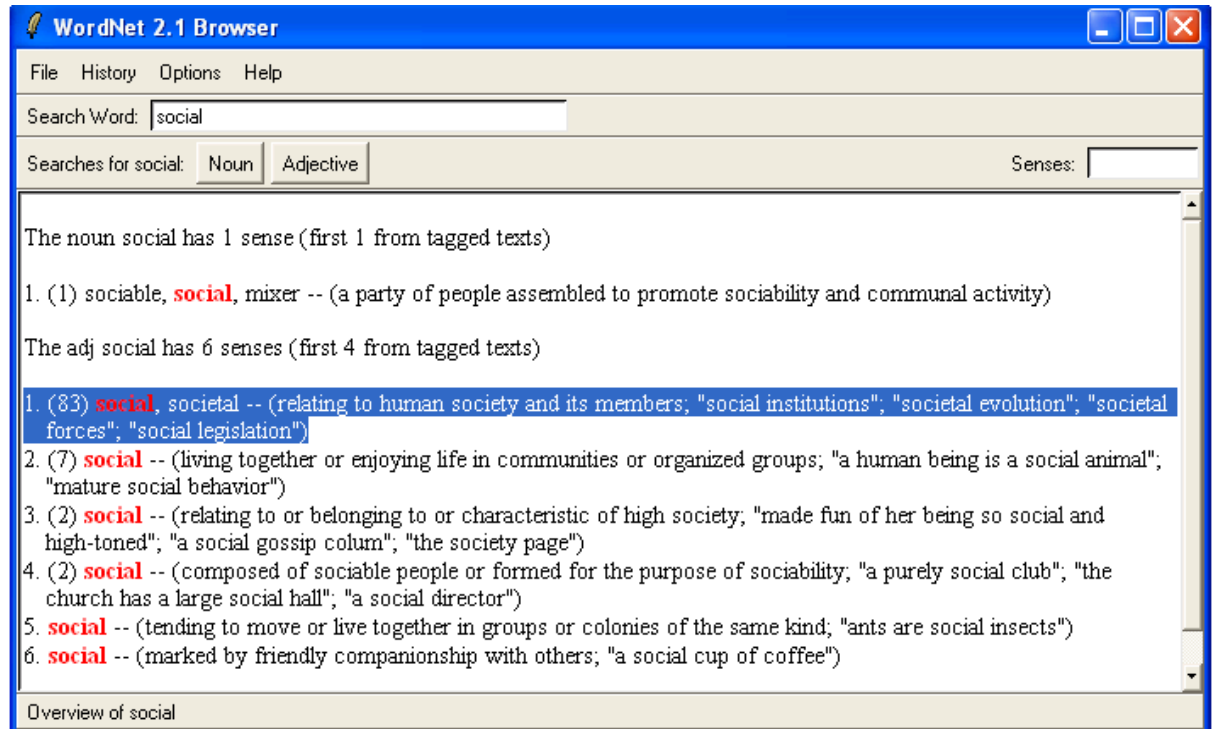 WordNet 2.1 Browser
File History Options Help
Search Word: social
Searches for social: Noun Adjective Senses:
The noun social has 1 sense (first 1 from tagged texts)
1. (1) sociable, social, mixer -- (a party of people assembled to promote sociability and communal activity)
The adj social has 6 senses (first 4 from tagged texts)
1. (83) social, societal -- (relating to human society and its members; "social institutions"; "societal evolution"; "societal
forces"; "social legislation")
2. (7) social -- (living together or enjoying life in communities or organized groups; "a human being is a social animal";
"mature social behavior")
3. (2) social -- (relating to or belonging to or characteristic of high society; "made fun of her being so social and
high-toned"; "a social gossip colum"; "the society page")
4. (2) social -- (composed of sociable people or formed for the purpose of sociability; "a purely social club"; "the
church has a large social hall"; "a social director")
5. social -- (tending to move or live together in groups or colonies of the same kind; "ants are social insects")
6. social -- (marked by friendly companionship with others; "a social cup of coffee")
Overview of social